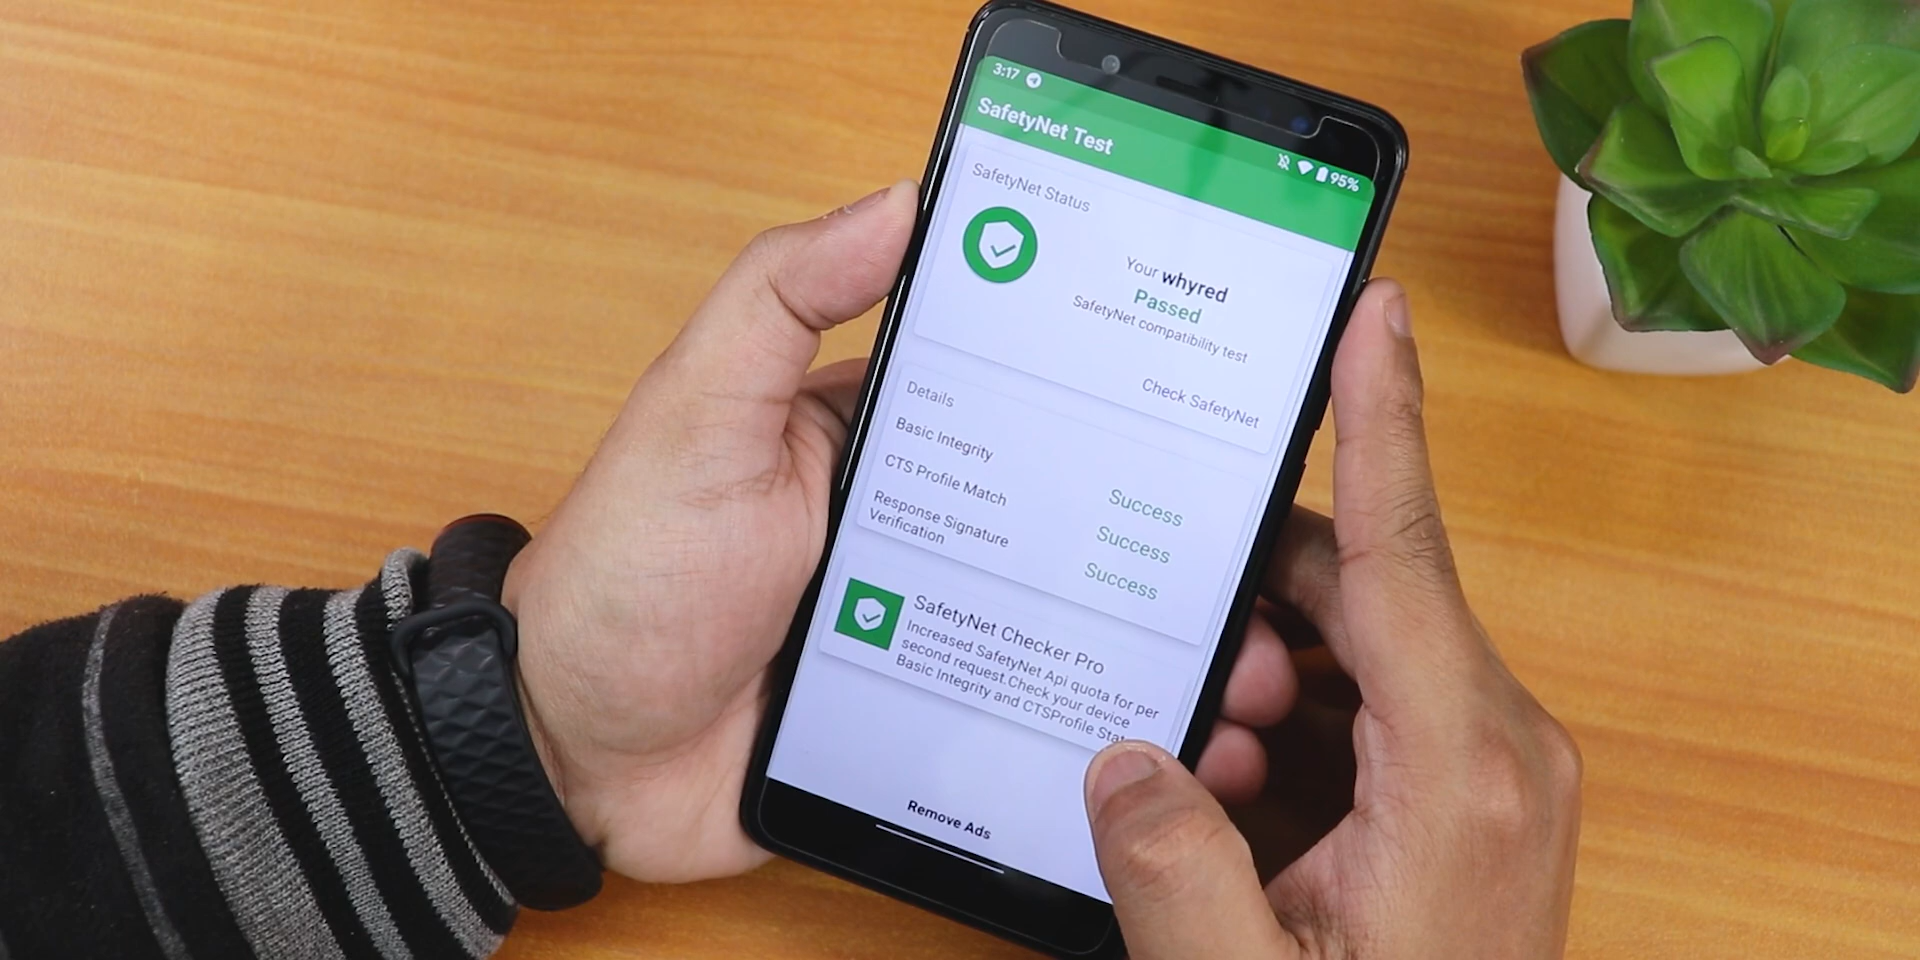 3:17
95%
SafetyNet Test
SafetyNet Status
Your whyred
Passed
SafetyNet compatibility test
Check SafetyNet
Details
Basic Integrity
Success
CTS Profile Match
Success
Response Signature
Verification
Success
SafetyNet Checker Pro
Increased SafetyNet Api quota for per
second request.Check your device
Basic Integrity and CTSProfile Stat
Remove Ads